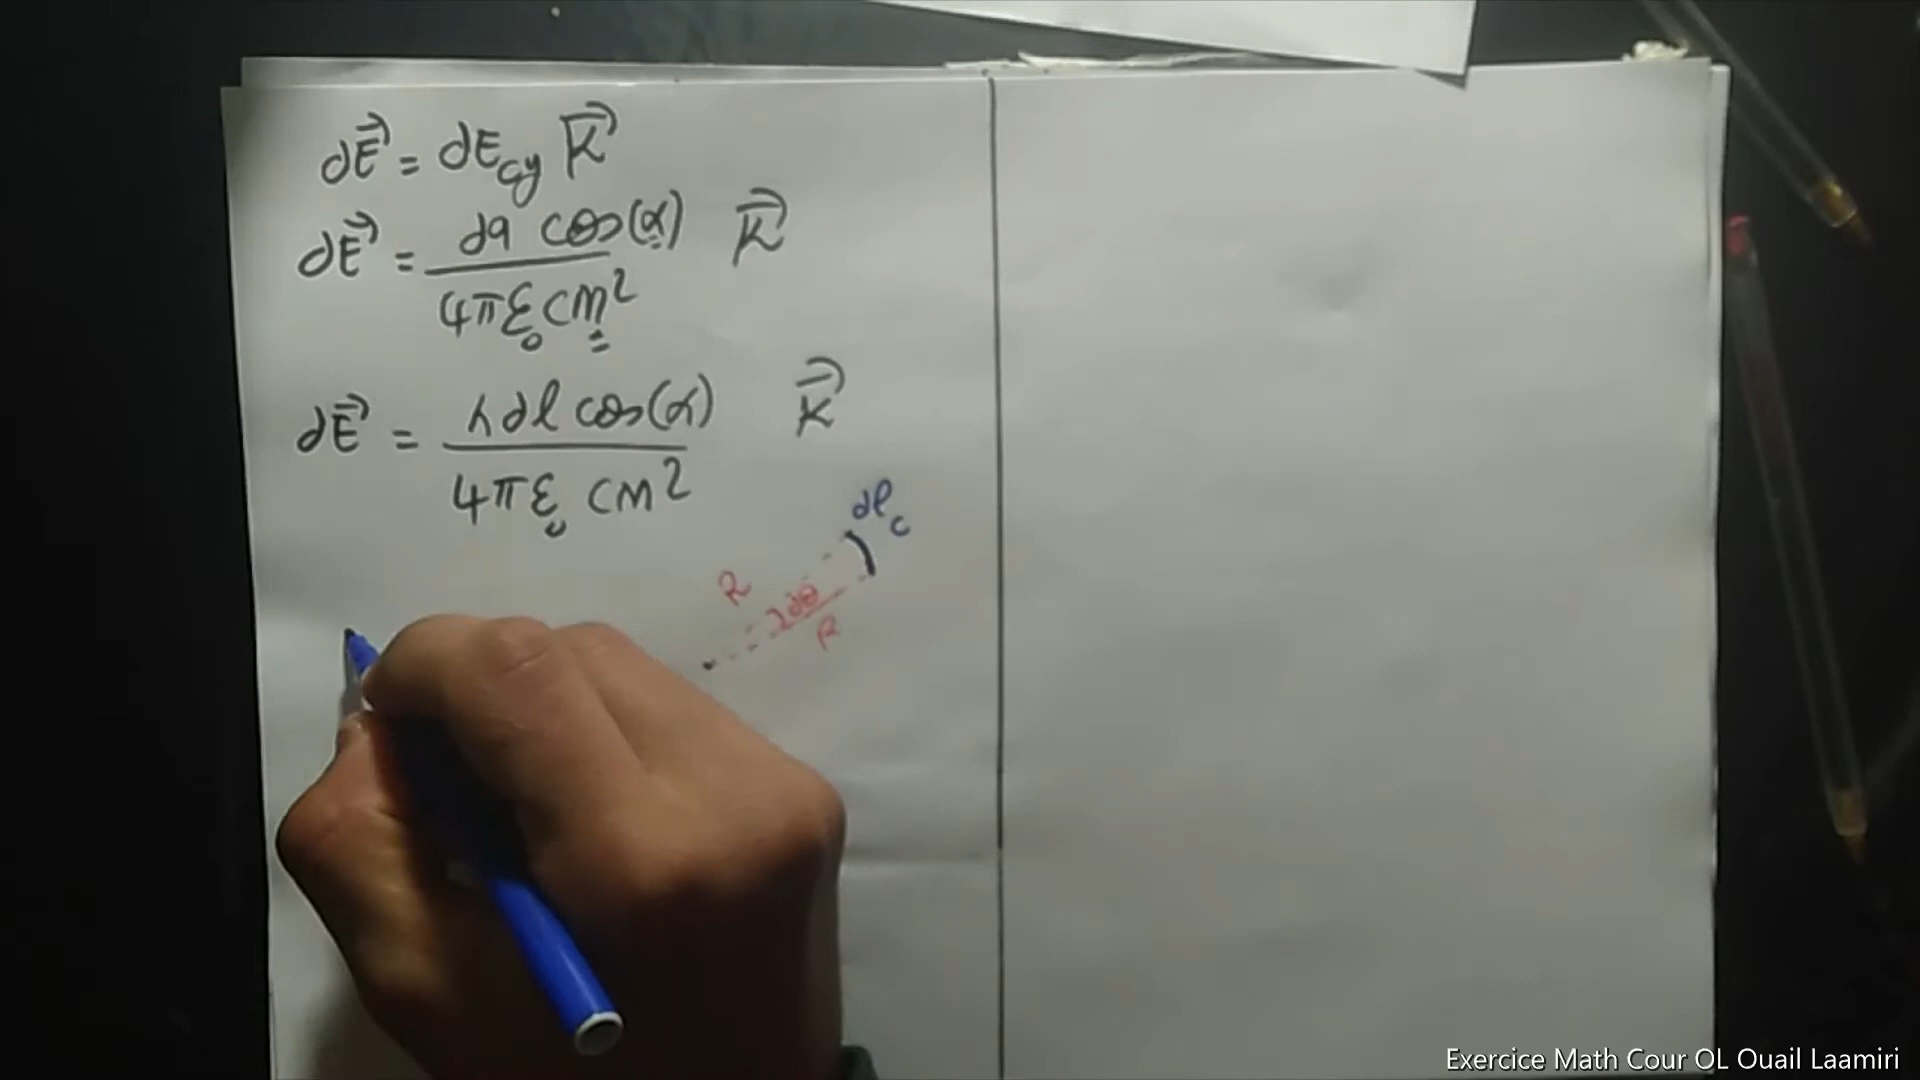 dE⃗ = dE_cy K⃗
dE⃗ = dq cos(α) / 4πε₀ CM² K⃗
dE⃗ = λ dl cos(α) / 4πε₀ CM² K⃗
dl_c
R
dθ
R
Exercice Math Cour OL Ouail Laamiri